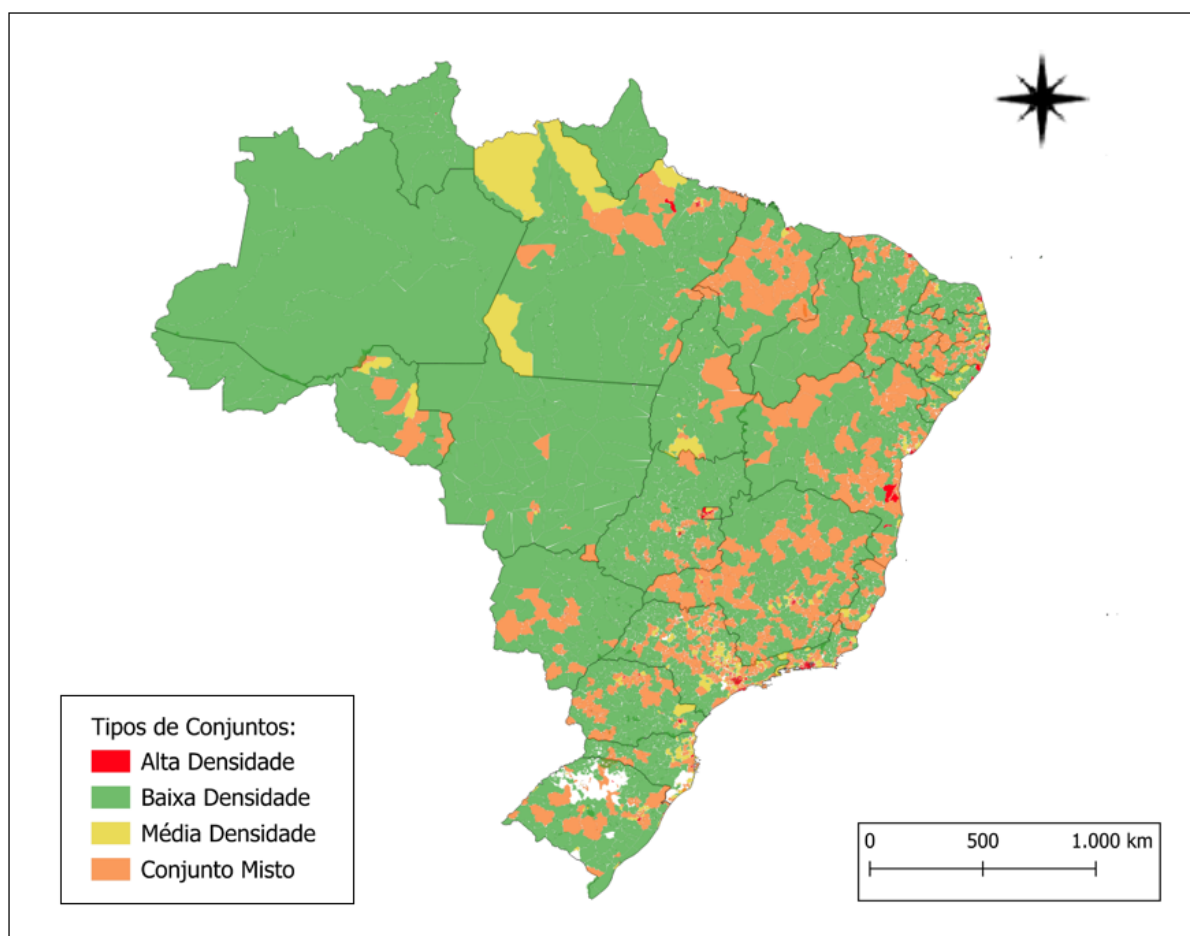 Tipos de Conjuntos:
Alta Densidade
Baixa Densidade
Média Densidade
Conjunto Misto
0 500 1.000 km